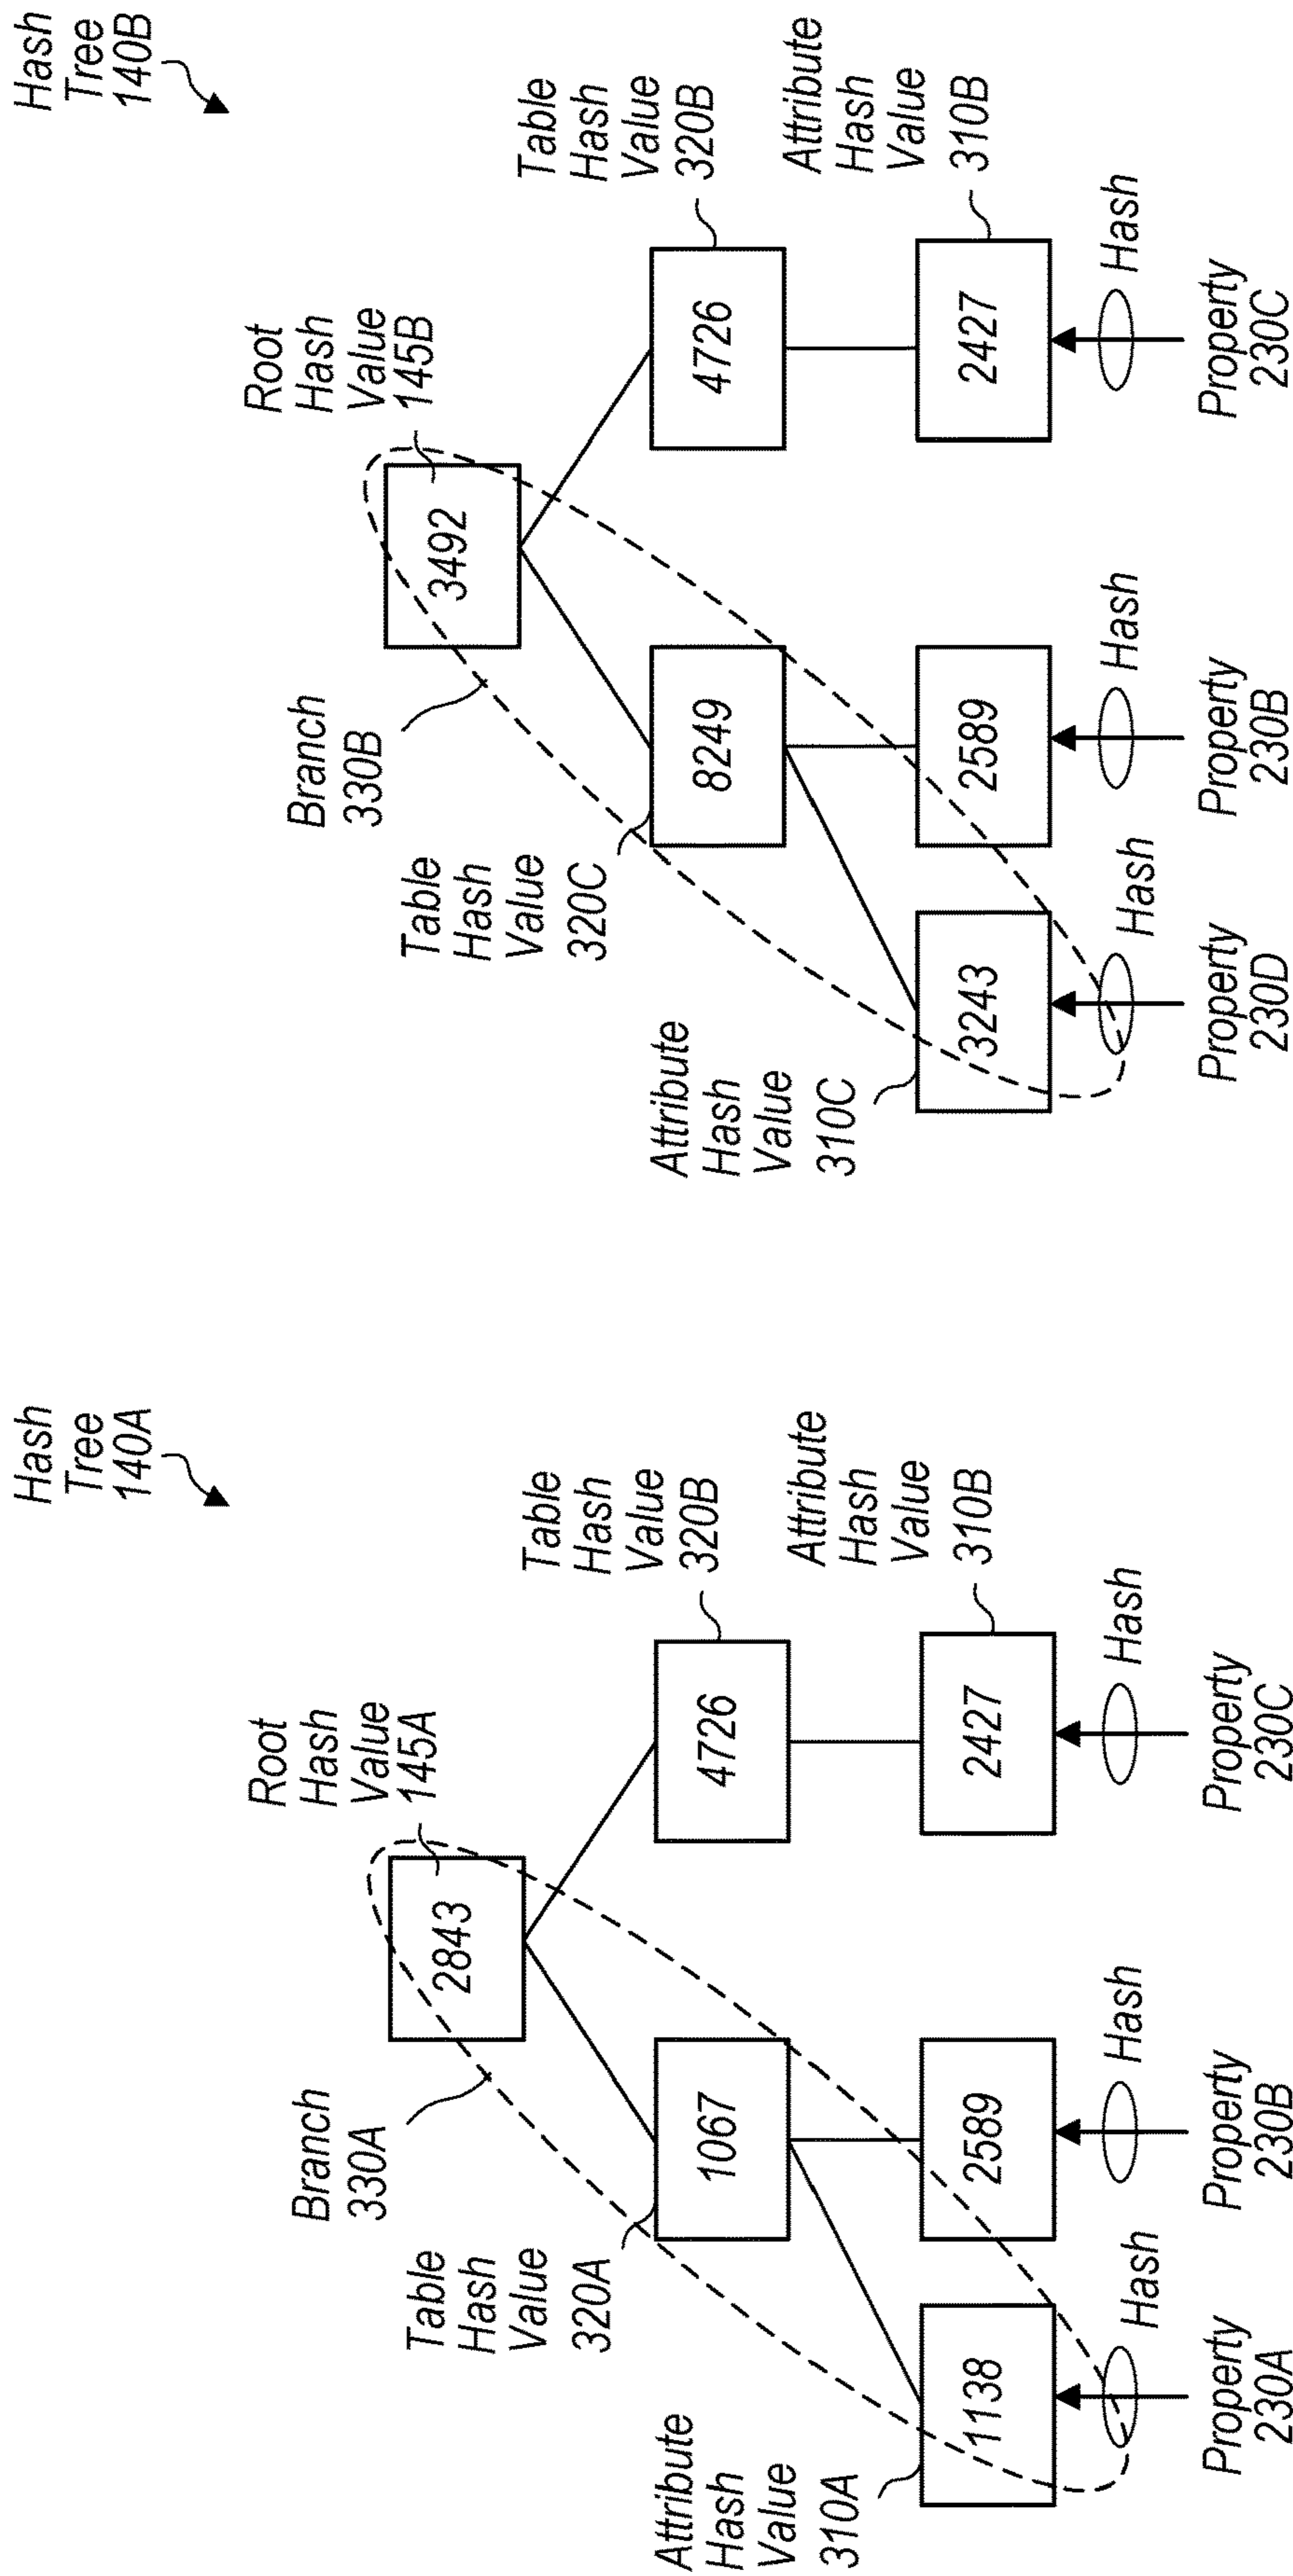 Hash
Tree
140A
Root
Hash
Value
145A
2843
Branch
330A
Table
Hash
Value
320A
1067
Table
Hash
Value
320B
4726
Attribute
Hash
Value
310A
1138
2589
Attribute
Hash
Value
310B
2427
Hash
Hash
Hash
Property
230A
Property
230B
Property
230C
Hash
Tree
140B
Root
Hash
Value
145B
3492
Branch
330B
Table
Hash
Value
320C
8249
Table
Hash
Value
320B
4726
Attribute
Hash
Value
310C
3243
2589
Attribute
Hash
Value
310B
2427
Hash
Hash
Hash
Property
230D
Property
230B
Property
230C